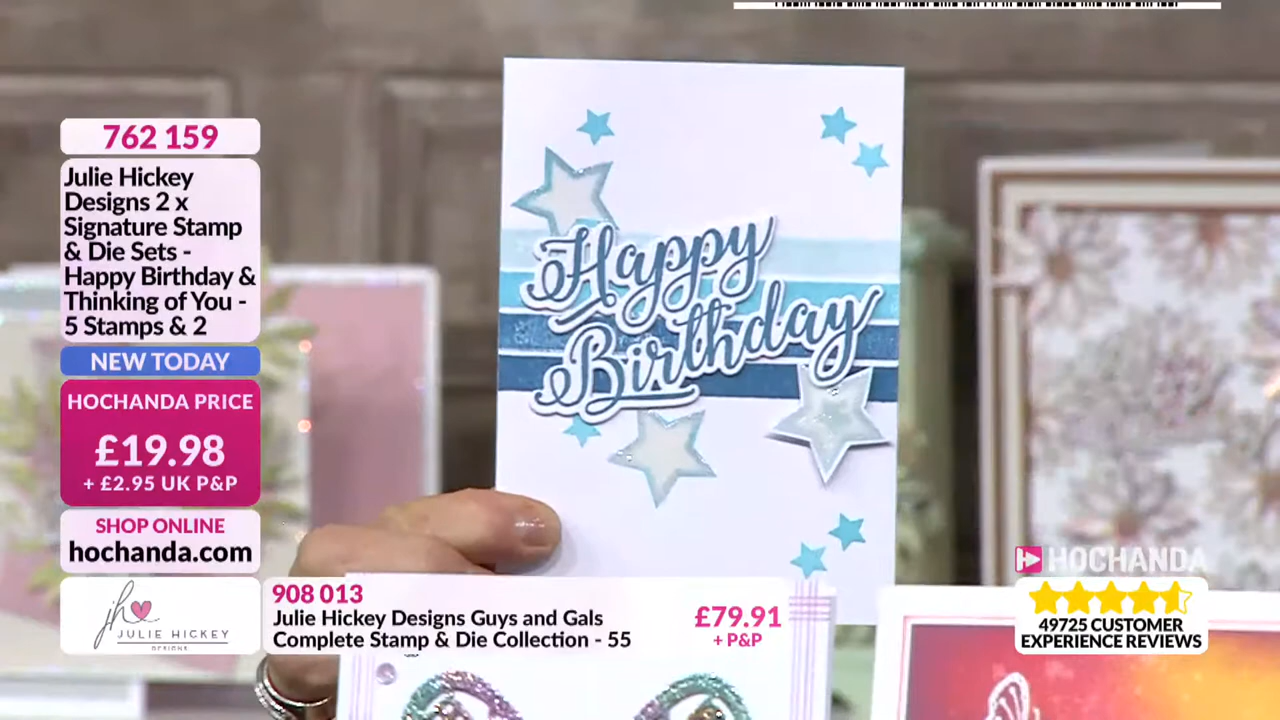 762 159
Julie Hickey
Designs 2 x
Signature Stamp
& Die Sets -
Happy Birthday &
Thinking of You -
5 Stamps & 2
NEW TODAY
HOCHANDA PRICE
£19.98
+ £2.95 UK P&P
SHOP ONLINE
hochanda.com
jh
JULIE HICKEY
DESIGNS
908 013
Julie Hickey Designs Guys and Gals
Complete Stamp & Die Collection - 55
£79.91
+ P&P
Happy
Birthday
HOCHANDA
49725 CUSTOMER
EXPERIENCE REVIEWS